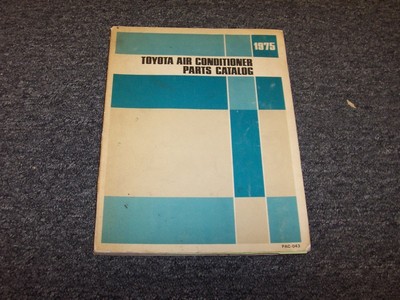 1975
TOYOTA AIR CONDITIONER
PARTS CATALOG